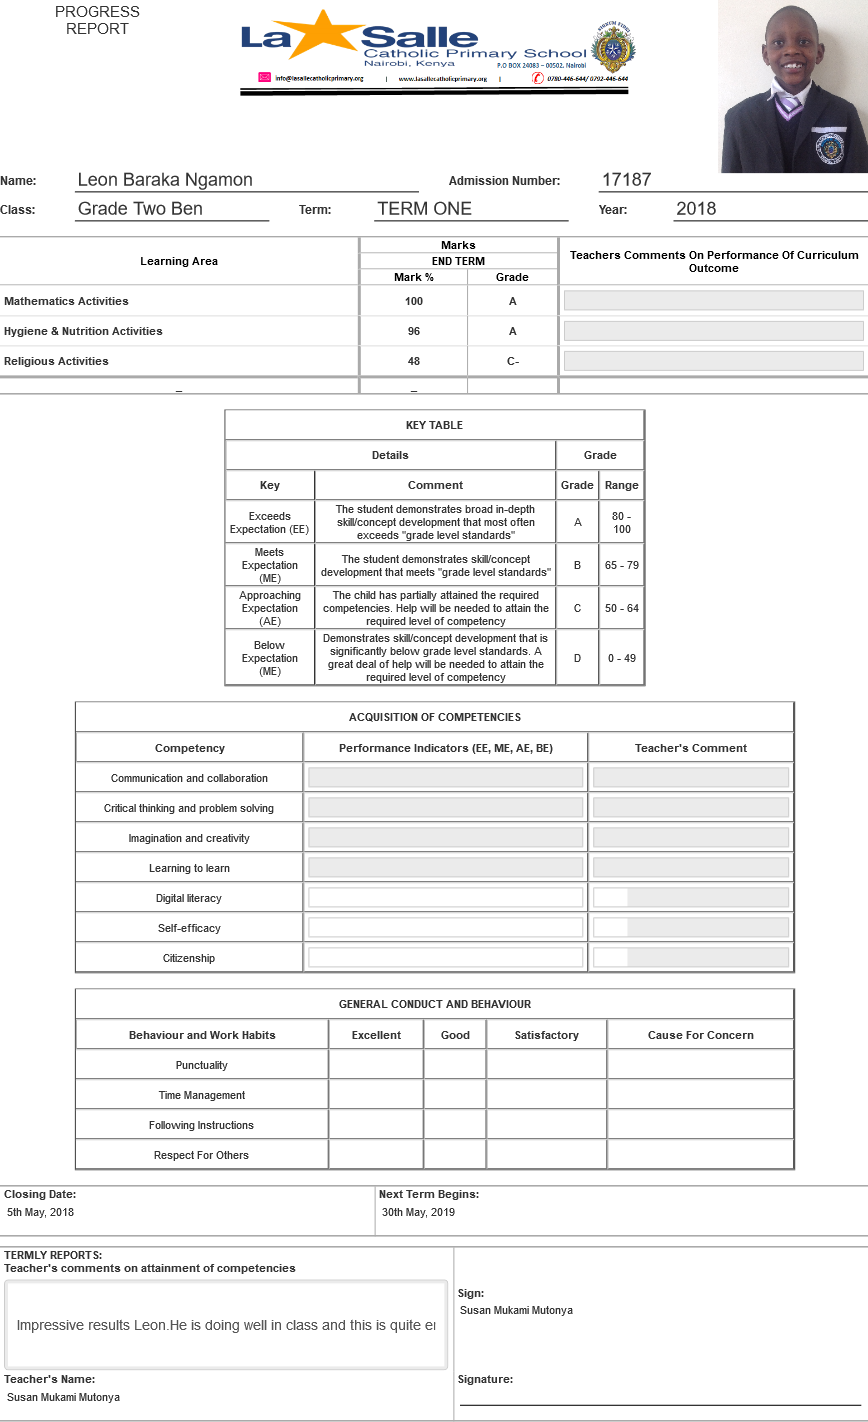 PROGRESS
REPORT
La Salle
Catholic Primary School
Nairobi, Kenya
P.O BOX 24083 – 00502, Nairobi
info@lasallecatholicprimary.org | www.lasallecatholicprimary.org | 0780-446-644/ 0792-446-644
Name: Leon Baraka Ngamon Admission Number: 17187
Class: Grade Two Ben Term: TERM ONE Year: 2018
Learning Area
Marks
END TERM
Mark % Grade
Teachers Comments On Performance Of Curriculum
Outcome
Mathematics Activities 100 A
Hygiene & Nutrition Activities 96 A
Religious Activities 48 C-
_ _
KEY TABLE
Details Grade
Key Comment Grade Range
Exceeds
Expectation (EE)
The student demonstrates broad in-depth
skill/concept development that most often
exceeds "grade level standards"
A
80 -
100
Meets
Expectation
(ME)
The student demonstrates skill/concept
development that meets "grade level standards"
B 65 - 79
Approaching
Expectation
(AE)
The child has partially attained the required
competencies. Help will be needed to attain the
required level of competency
C 50 - 64
Below
Expectation
(ME)
Demonstrates skill/concept development that is
significantly below grade level standards. A
great deal of help will be needed to attain the
required level of competency
D 0 - 49
ACQUISITION OF COMPETENCIES
Competency Performance Indicators (EE, ME, AE, BE) Teacher's Comment
Communication and collaboration
Critical thinking and problem solving
Imagination and creativity
Learning to learn
Digital literacy
Self-efficacy
Citizenship
GENERAL CONDUCT AND BEHAVIOUR
Behaviour and Work Habits Excellent Good Satisfactory Cause For Concern
Punctuality
Time Management
Following Instructions
Respect For Others
Closing Date:
5th May, 2018
Next Term Begins:
30th May, 2019
TERMLY REPORTS:
Teacher's comments on attainment of competencies
Impressive results Leon.He is doing well in class and this is quite
Teacher's Name:
Susan Mukami Mutonya
Sign:
Susan Mukami Mutonya
Signature: